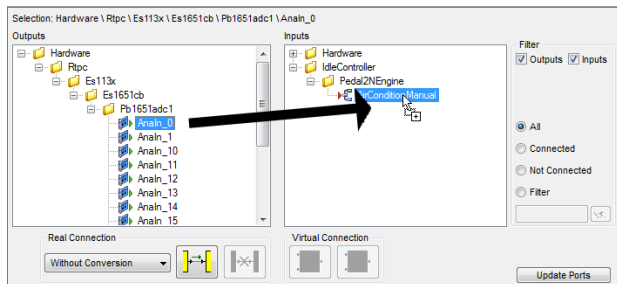 Selection: Hardware \ Rtpc \ Es113x \ Es1651cb \ Pb1651adc1 \ AnaIn_0
Outputs
Hardware
Rtpc
Es113x
Es1651cb
Pb1651adc1
AnaIn_0
AnaIn_1
AnaIn_10
AnaIn_11
AnaIn_12
AnaIn_13
AnaIn_14
AnaIn_15
Inputs
Hardware
IdleController
Pedal2NEngine
AirConditionManual
Filter
Outputs Inputs
All
Connected
Not Connected
Filter
Real Connection
Without Conversion
Virtual Connection
Update Ports